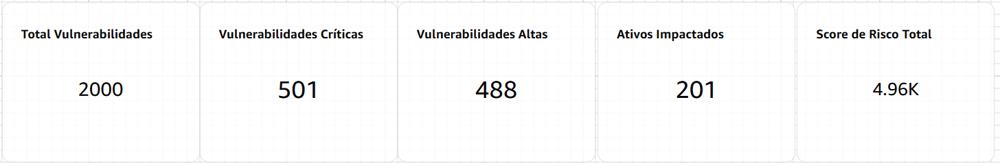 Total Vulnerabilidades
2000
Vulnerabilidades Críticas
501
Vulnerabilidades Altas
488
Ativos Impactados
201
Score de Risco Total
4.96K